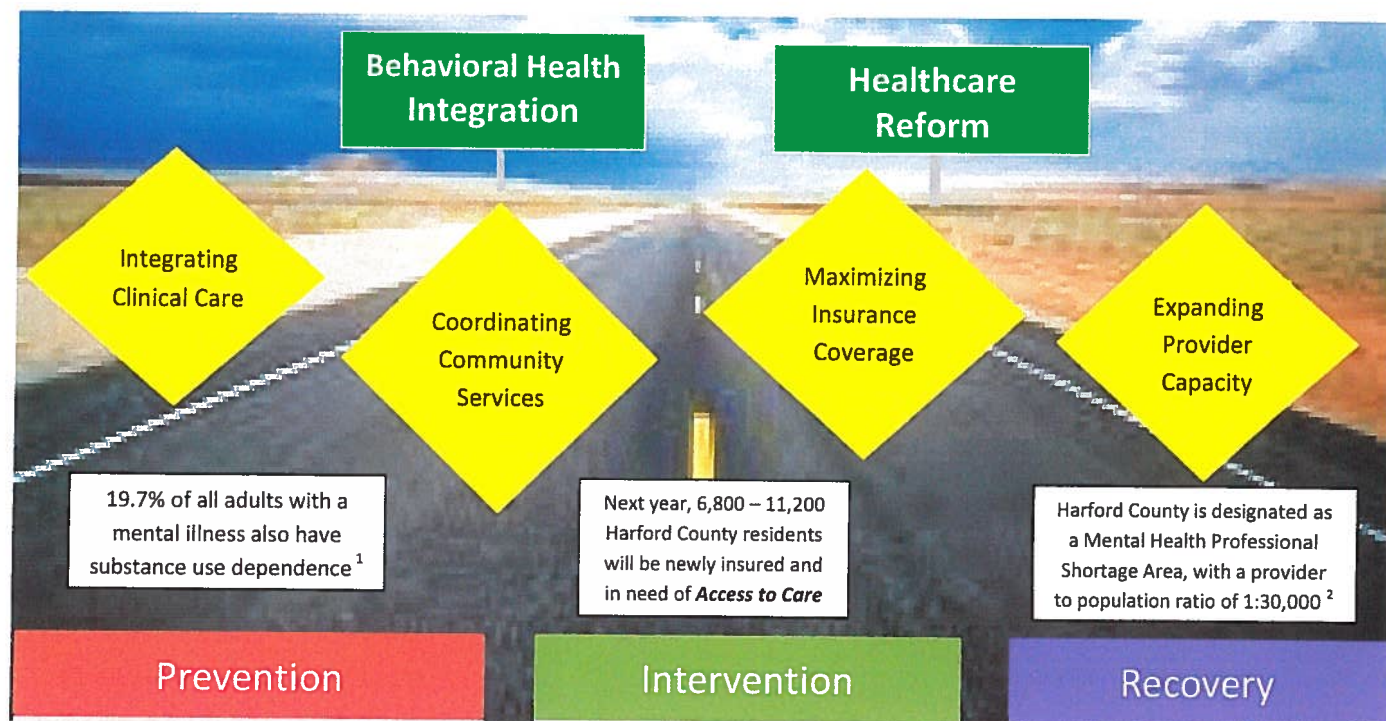 Behavioral Health
Integration
Healthcare
Reform
Integrating
Clinical Care
Coordinating
Community
Services
Maximizing
Insurance
Coverage
Expanding
Provider
Capacity
19.7% of all adults with a
mental illness also have
substance use dependence 1
Next year, 6,800 – 11,200
Harford County residents
will be newly insured and
in need of Access to Care
Harford County is designated as
a Mental Health Professional
Shortage Area, with a provider
to population ratio of 1:30,000 2
Prevention
Intervention
Recovery